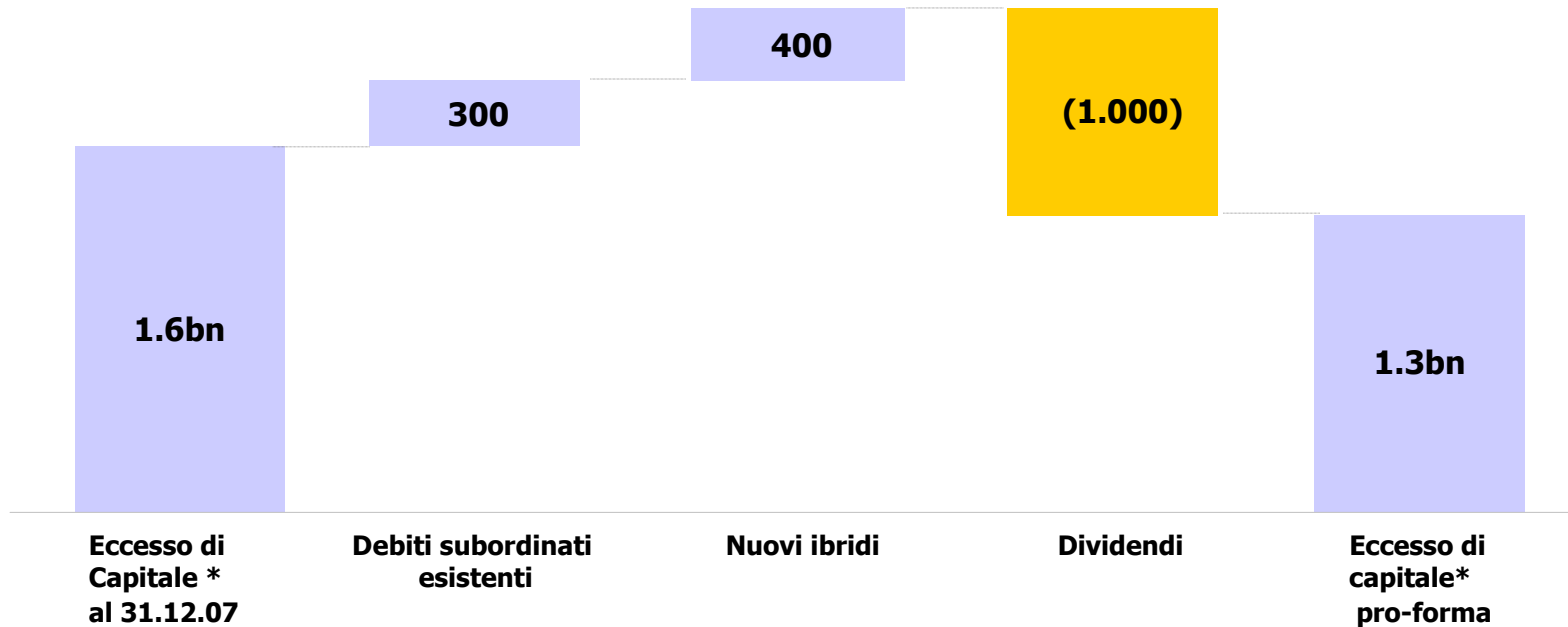 400
300
(1.000)
1.6bn
1.3bn
Eccesso di
Capitale *
al 31.12.07
Debiti subordinati
esistenti
Nuovi ibridi
Dividendi
Eccesso di
capitale*
pro-forma